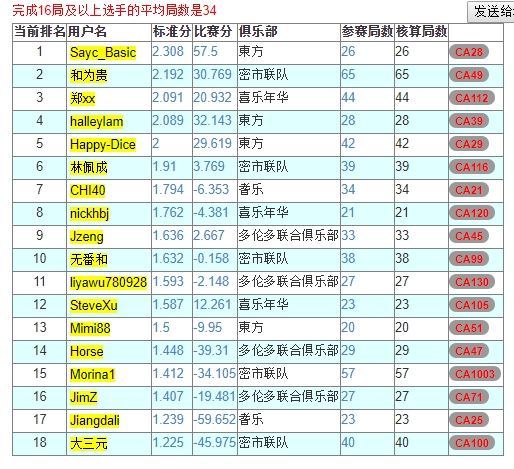 完成16局及以上选手的平均局数是34
发送给
当前排名 用户名 标准分 比赛分 俱乐部 参赛局数 核算局数
1 Sayc_Basic 2.308 57.5 東方 26 26 CA28
2 和为贵 2.192 30.769 密市联队 65 65 CA49
3 郑xx 2.091 20.932 喜乐年华 44 44 CA112
4 halleylam 2.089 32.143 東方 28 28 CA39
5 Happy-Dice 2 29.619 東方 42 42 CA29
6 林佩成 1.91 3.769 密市联队 39 39 CA116
7 CHI40 1.794 -6.353 耆乐 34 34 CA21
8 nickhbj 1.762 -4.381 喜乐年华 21 21 CA120
9 Jzeng 1.636 2.667 多伦多联合俱乐部 33 33 CA45
10 无番和 1.632 -0.158 密市联队 38 38 CA99
11 liyawu780928 1.593 -2.148 多伦多联合俱乐部 27 27 CA130
12 SteveXu 1.587 12.261 喜乐年华 23 23 CA105
13 Mimi88 1.5 -9.95 東方 20 20 CA51
14 Horse 1.448 -39.31 多伦多联合俱乐部 29 29 CA47
15 Morina1 1.412 -34.105 密市联队 57 57 CA1003
16 JimZ 1.407 -19.481 多伦多联合俱乐部 27 27 CA71
17 Jiangdali 1.239 -59.652 耆乐 23 23 CA25
18 大三元 1.225 -45.975 密市联队 40 40 CA100